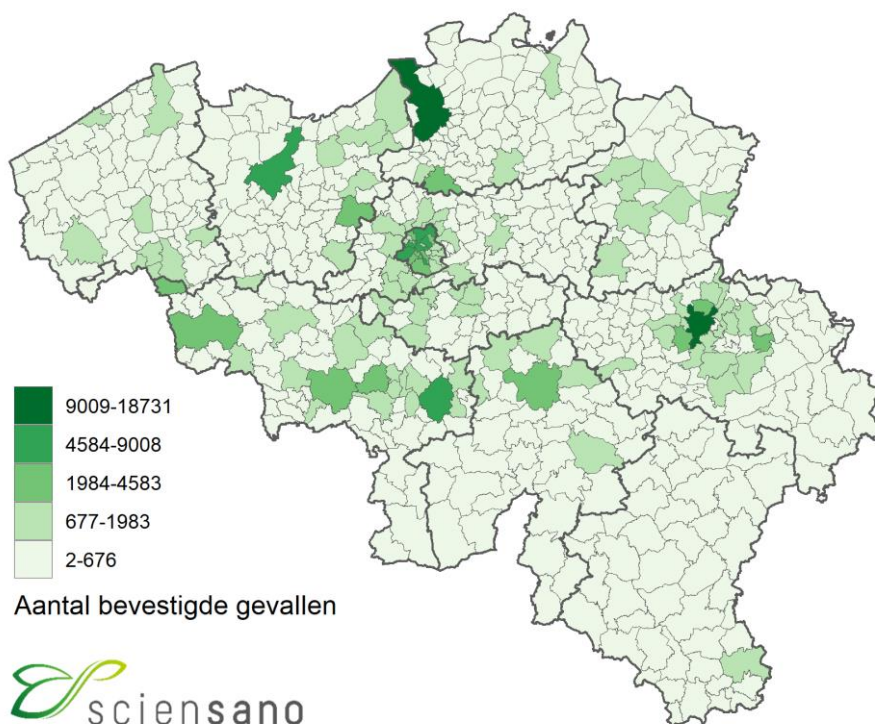 9009-18731
4584-9008
1984-4583
677-1983
2-676
Aantal bevestigde gevallen
sciensano